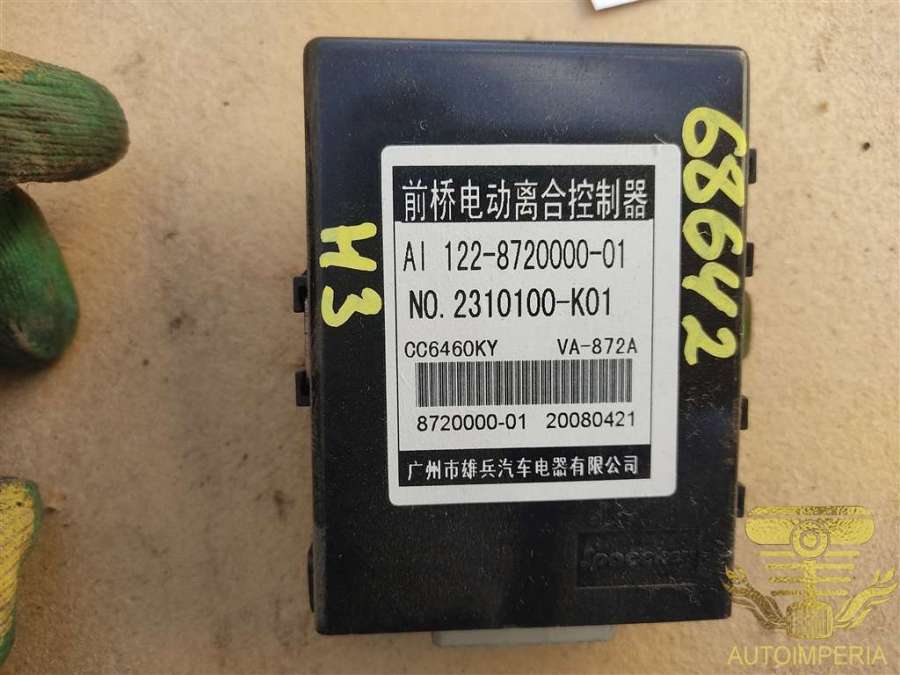 前桥电动离合控制器
AI 122-8720000-01
NO. 2310100-K01
CC6460KY VA-872A
8720000-01 20080421
广州市雄兵汽车电器有限公司
H3
68642
AUTOIMPERIA